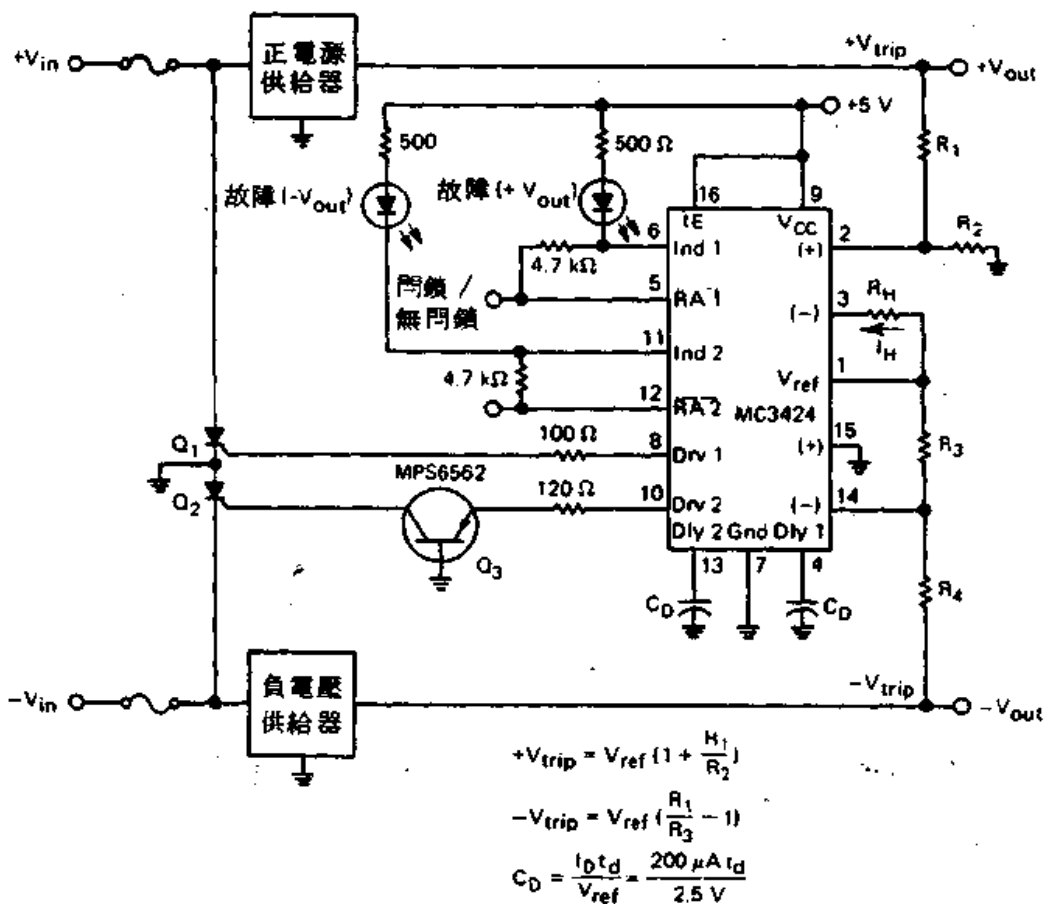 +Vin
正電源
供給器
+Vtrip
+Vout
+5 V
500
500 Ω
R1
故障(-Vout)
故障(+ Vout)
16
9
tE
VCC
R2
6
Ind 1
(+)
2
4.7 kΩ
5
RA 1
閂鎖 /
無閂鎖
3
(−)
RH
IH
11
Ind 2
Vref
1
4.7 kΩ
12
RA 2
MC3424
15
(+)
R3
Q1
100 Ω
8
Drv 1
MPS6562
Q2
120 Ω
10
Drv 2
(−)
14
Dly 2
Gnd
Dly 1
Q3
13
7
4
R4
CD
CD
−Vin
負電壓
供給器
−Vtrip
−Vout
+Vtrip = Vref (1 + R1/R2)
−Vtrip = Vref (R1/R3 − 1)
CD = IDtd/Vref = 200 μA td/2.5 V